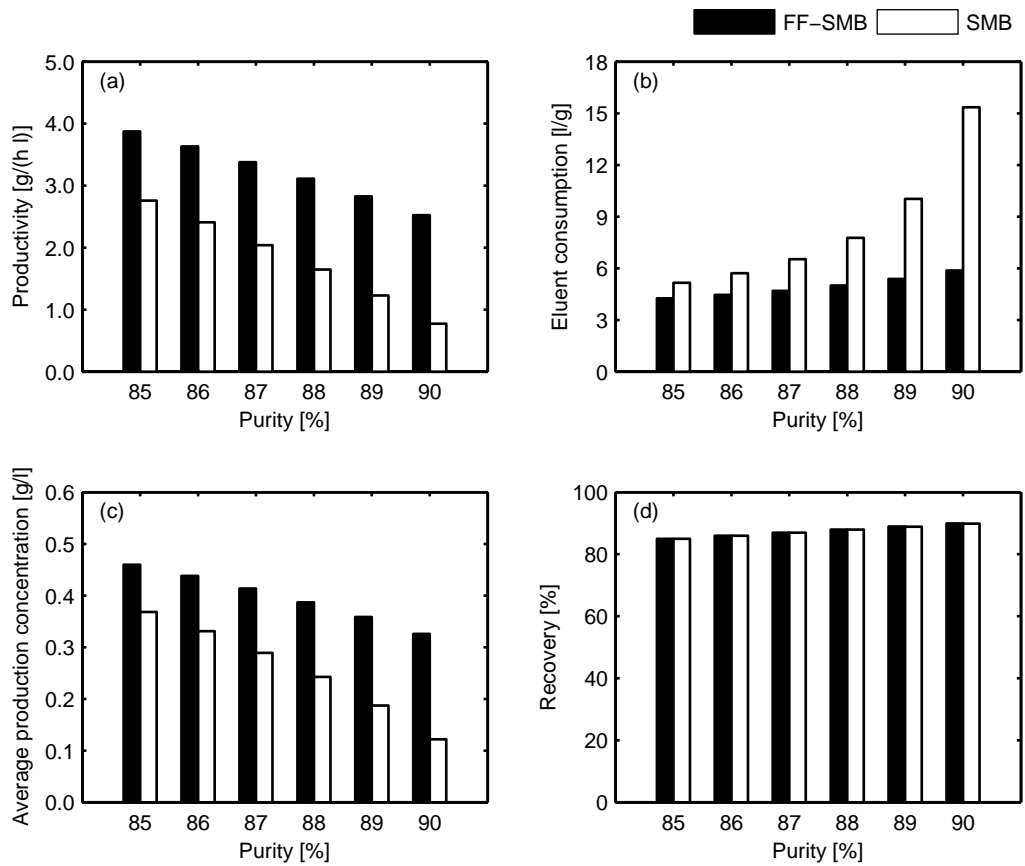 FF−SMB SMB
(a)
Productivity [g/(h l)]
5.0
4.0
3.0
2.0
1.0
0.0
85 86 87 88 89 90
Purity [%]
(b)
Eluent consumption [l/g]
18
15
12
9
6
3
0
85 86 87 88 89 90
Purity [%]
(c)
Average production concentration [g/l]
0.6
0.5
0.4
0.3
0.2
0.1
0.0
85 86 87 88 89 90
Purity [%]
(d)
Recovery [%]
100
80
60
40
20
0
85 86 87 88 89 90
Purity [%]